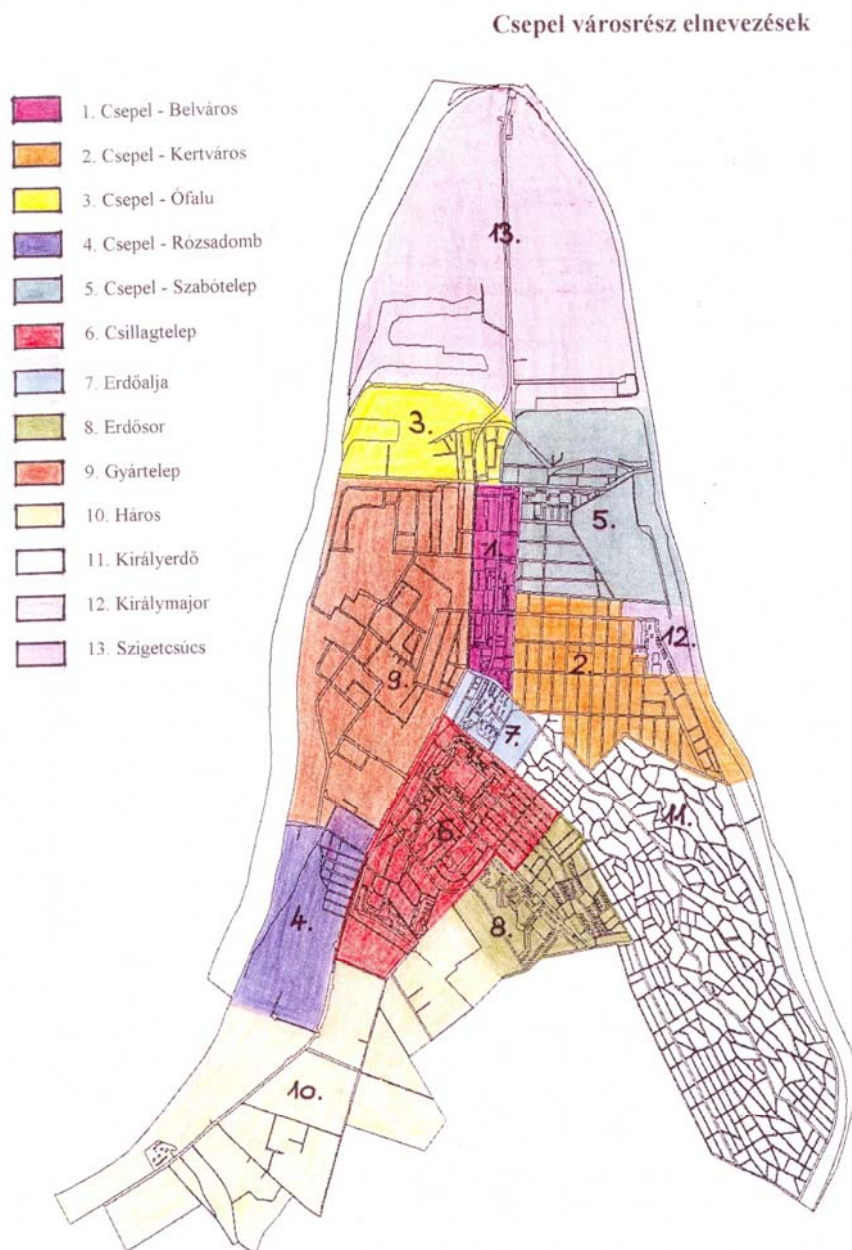 Csepel városrész elnevezések
1. Csepel - Belváros
2. Csepel - Kertváros
3. Csepel - Ófalu
4. Csepel - Rózsadomb
5. Csepel - Szabótelep
6. Csillagtelep
7. Erdőalja
8. Erdősor
9. Gyártelep
10. Háros
11. Királyerdő
12. Királymajor
13. Szigetcsúcs
13.
3.
5.
1.
12.
2.
9.
7.
11.
6.
4.
8.
10.